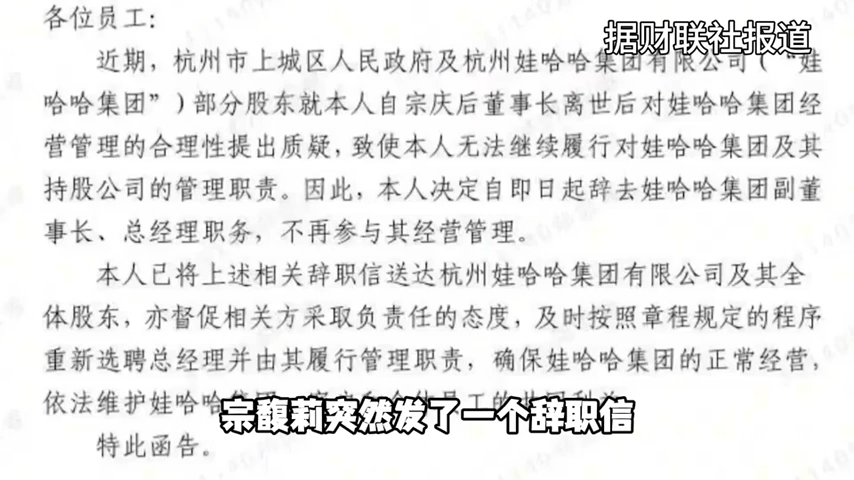 各位员工：
据财联社报道
近期，杭州市上城区人民政府及杭州娃哈哈集团有限公司（“娃
哈哈集团”）部分股东就本人自宗庆后董事长离世后对娃哈哈集团经
营管理的合理性提出质疑，致使本人无法继续履行对娃哈哈集团及其
持股公司的管理职责。因此，本人决定自即日起辞去娃哈哈集团副董
事长、总经理职务，不再参与其经营管理。
本人已将上述相关辞职信送达杭州娃哈哈集团有限公司及其全
体股东，亦督促相关方采取负责任的态度，及时按照章程规定的程序
重新选聘总经理并由其履行管理职责，确保娃哈哈集团的正常经营，
依法维护娃哈哈集
宗馥莉突然发了一个辞职信
特此函告。